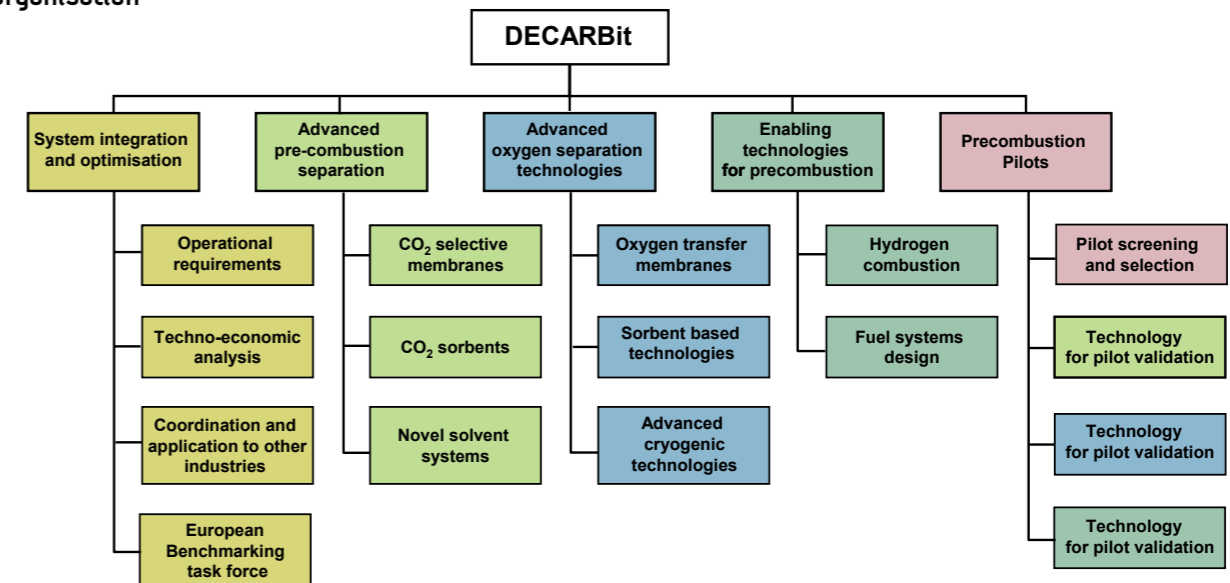 organisation
DECARBit
System integration
and optimisation
Advanced
pre-combustion
separation
Advanced
oxygen separation
technologies
Enabling
technologies
for precombustion
Precombustion
Pilots
Operational
requirements
Techno-economic
analysis
Coordination and
application to other
industries
European
Benchmarking
task force
CO₂ selective
membranes
CO₂ sorbents
Novel solvent
systems
Oxygen transfer
membranes
Sorbent based
technologies
Advanced
cryogenic
technologies
Hydrogen
combustion
Fuel systems
design
Pilot screening
and selection
Technology
for pilot validation
Technology
for pilot validation
Technology
for pilot validation